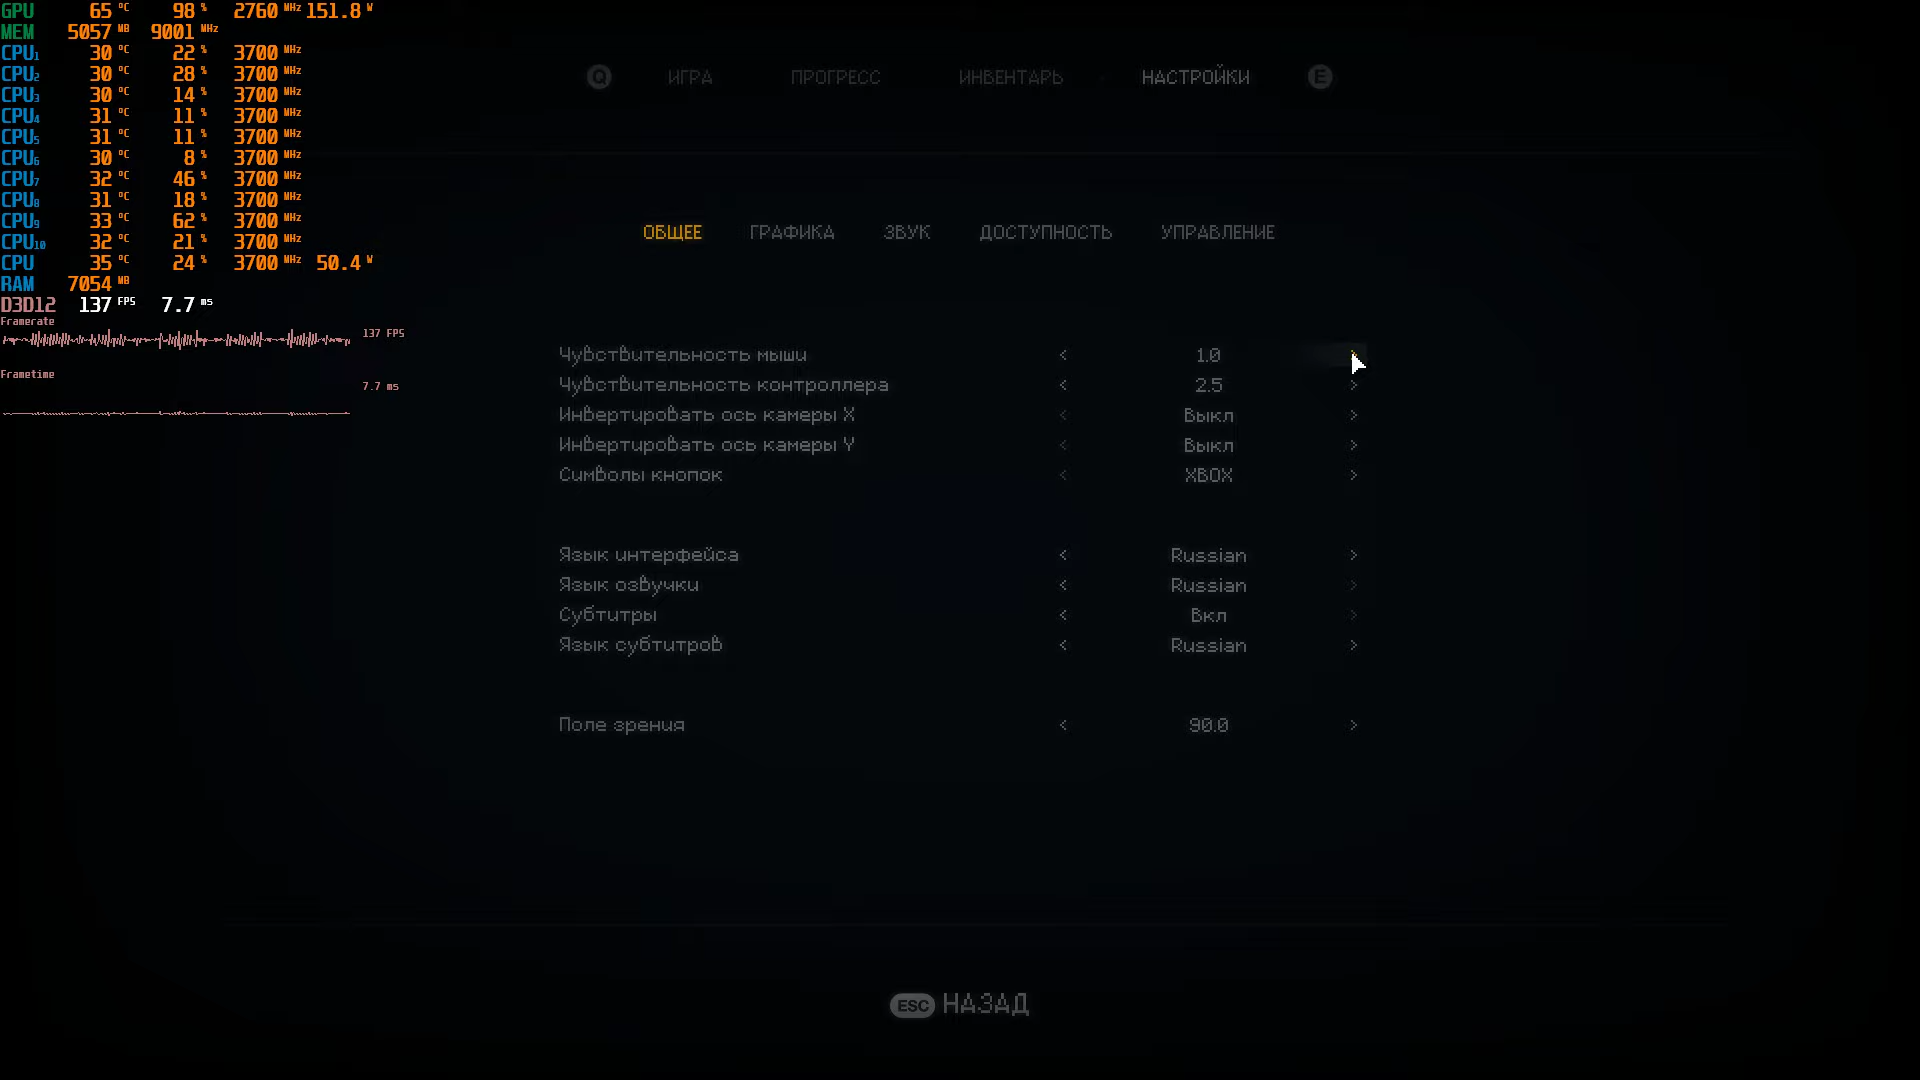 GPU 65 °C 98 % 2760 MHz 151.8 W
MEM 5057 MB 9001 MHz
CPU1 30 °C 22 % 3700 MHz
CPU2 30 °C 28 % 3700 MHz
CPU3 30 °C 14 % 3700 MHz
CPU4 31 °C 11 % 3700 MHz
CPU5 31 °C 11 % 3700 MHz
CPU6 30 °C 8 % 3700 MHz
CPU7 32 °C 46 % 3700 MHz
CPU8 31 °C 18 % 3700 MHz
CPU9 33 °C 62 % 3700 MHz
CPU10 32 °C 21 % 3700 MHz
CPU 35 °C 24 % 3700 MHz 50.4 W
RAM 7054 MB
D3D12 137 FPS 7.7 ms
Framerate
137 FPS
Frametime
7.7 ms
Q ИГРА ПРОГРЕСС ИНВЕНТАРЬ НАСТРОЙКИ E
ОБЩЕЕ ГРАФИКА ЗВУК ДОСТУПНОСТЬ УПРАВЛЕНИЕ
Чувствительность мыши < 1.0 >
Чувствительность контроллера < 2.5 >
Инвертировать ось камеры X < Выкл >
Инвертировать ось камеры Y < Выкл >
Символы кнопок < XBOX >
Язык интерфейса < Russian >
Язык озвучки < Russian >
Субтитры < Вкл >
Язык субтитров < Russian >
Поле зрения < 90.0 >
ESC НАЗАД